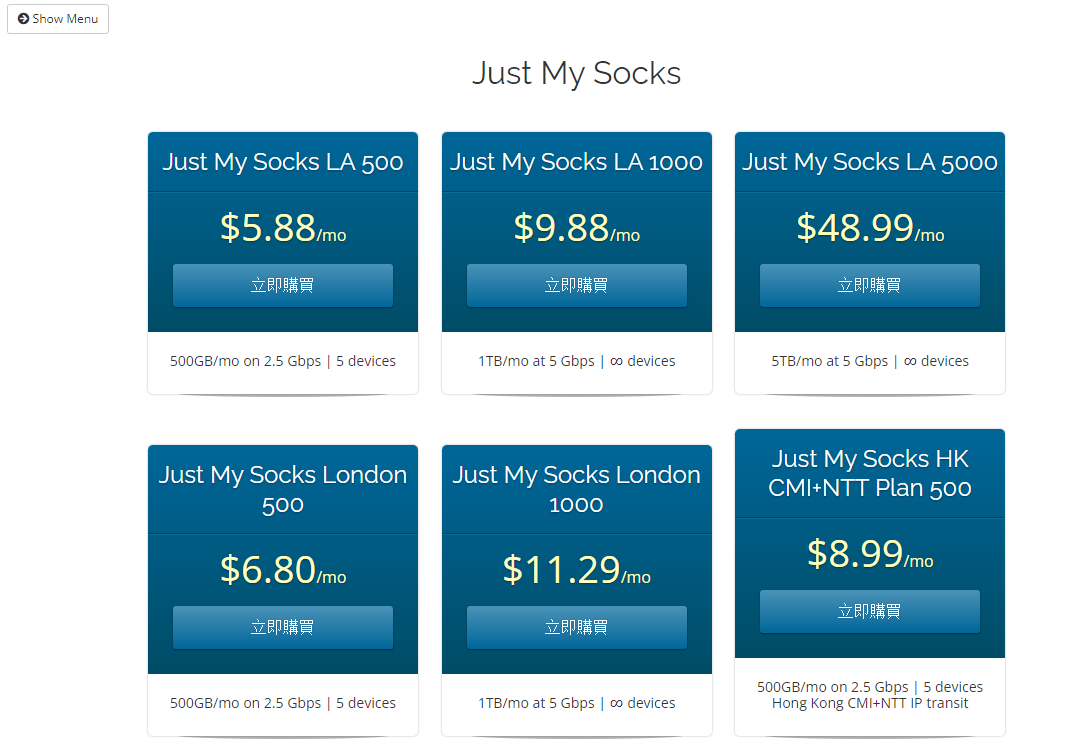 Show Menu
Just My Socks
Just My Socks LA 500
$5.88/mo
立即購買
500GB/mo on 2.5 Gbps | 5 devices
Just My Socks LA 1000
$9.88/mo
立即購買
1TB/mo at 5 Gbps | ∞ devices
Just My Socks LA 5000
$48.99/mo
立即購買
5TB/mo at 5 Gbps | ∞ devices
Just My Socks London
500
$6.80/mo
立即購買
500GB/mo on 2.5 Gbps | 5 devices
Just My Socks London
1000
$11.29/mo
立即購買
1TB/mo at 5 Gbps | ∞ devices
Just My Socks HK
CMI+NTT Plan 500
$8.99/mo
立即購買
500GB/mo on 2.5 Gbps | 5 devices
Hong Kong CMI+NTT IP transit